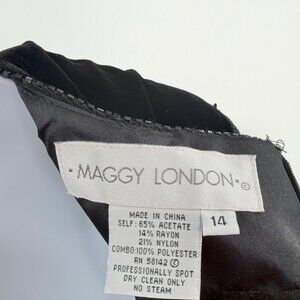 · MAGGY LONDON · ©
14
MADE IN CHINA
SELF: 65% ACETATE
14% RAYON
21% NYLON
COMBO:100% POLYESTER
RN 58142 Ⓔ
PROFESSIONALLY SPOT
DRY CLEAN ONLY
NO STEAM